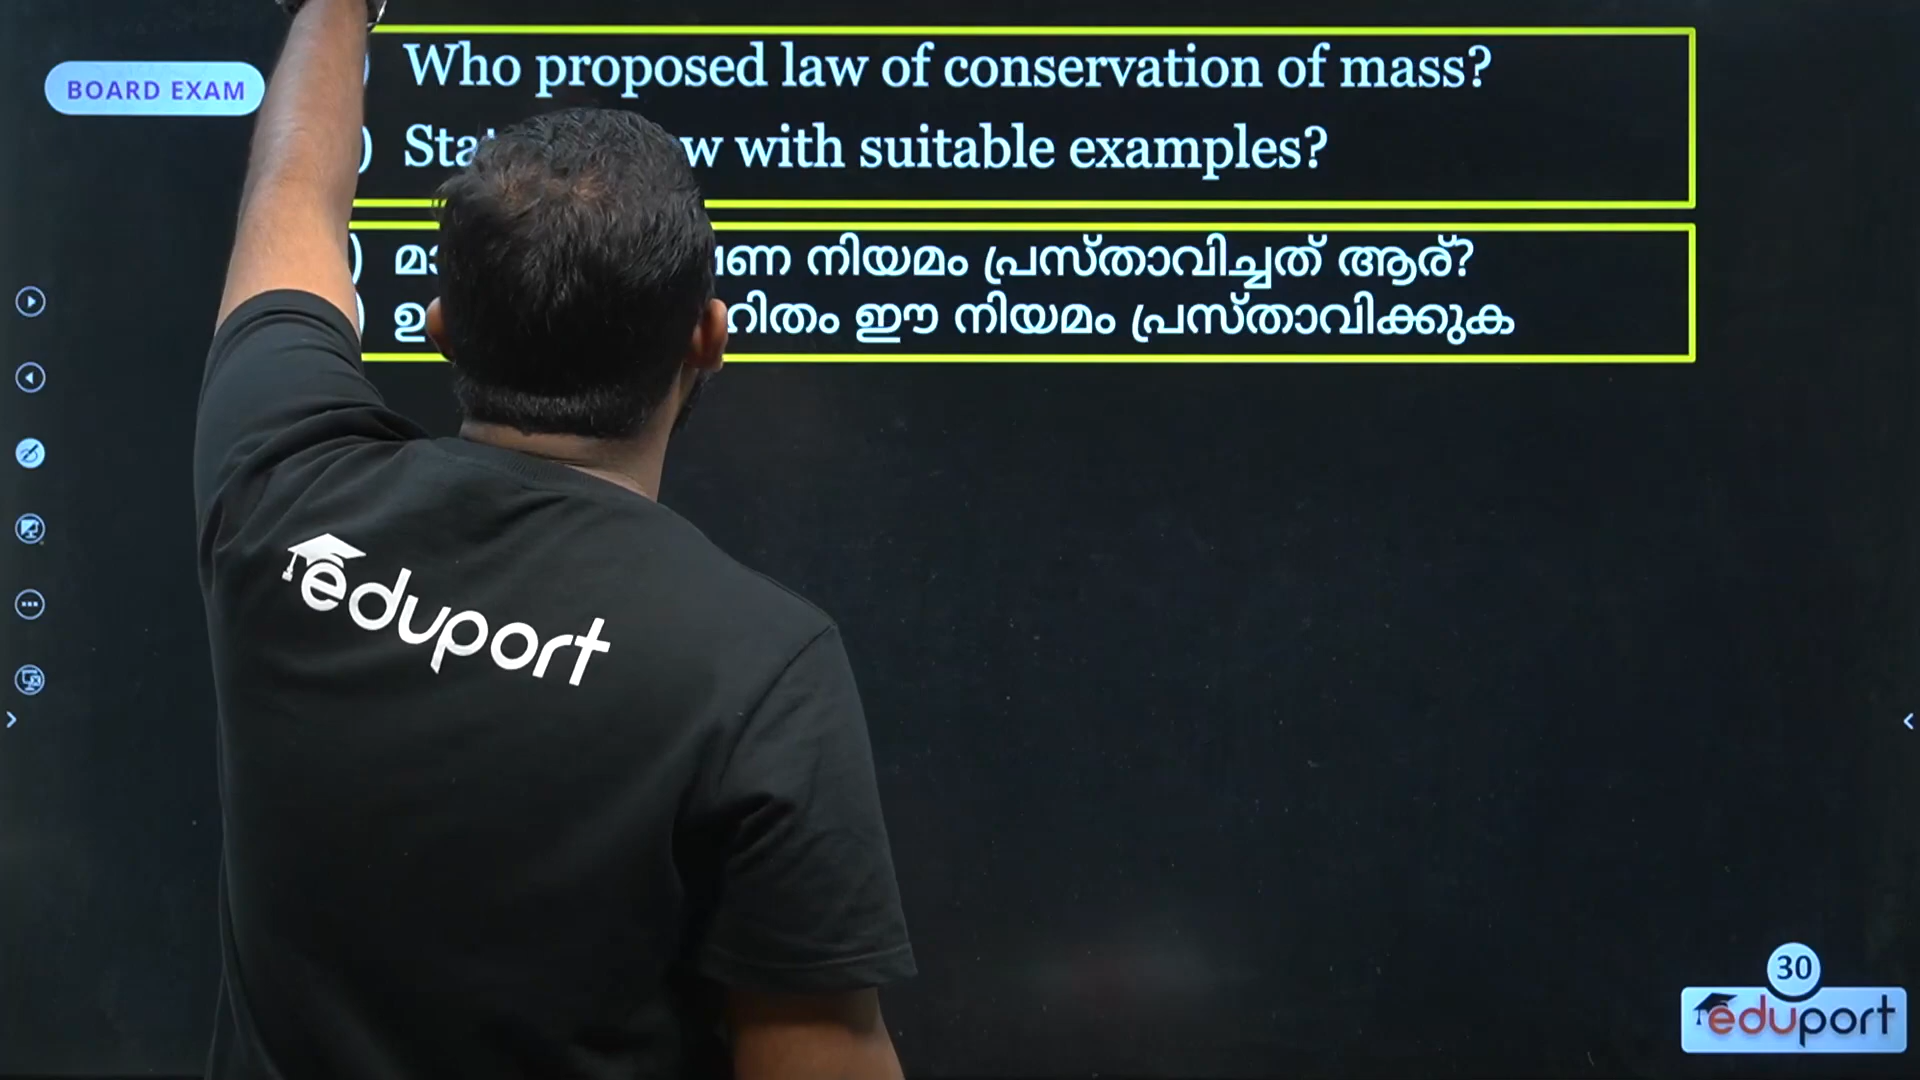 BOARD EXAM
Who proposed law of conservation of mass?
with suitable examples?
നിയമം പ്രസ്താവിച്ചത് ആര്?
ഈ നിയമം പ്രസ്താവിക്കുക
eduport
30
eduport